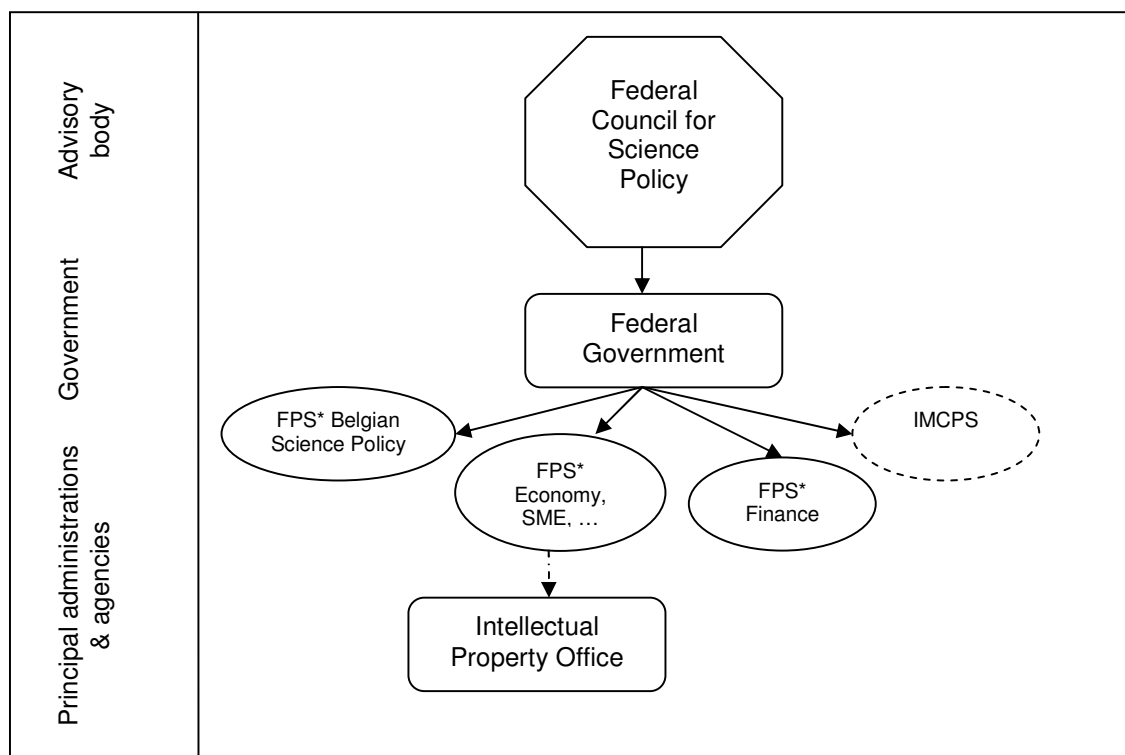 Advisory
body
Federal
Council for
Science
Policy
Government
Federal
Government
Principal administrations
& agencies
FPS* Belgian
Science Policy
FPS*
Economy,
SME, …
FPS*
Finance
IMCPS
Intellectual
Property Office